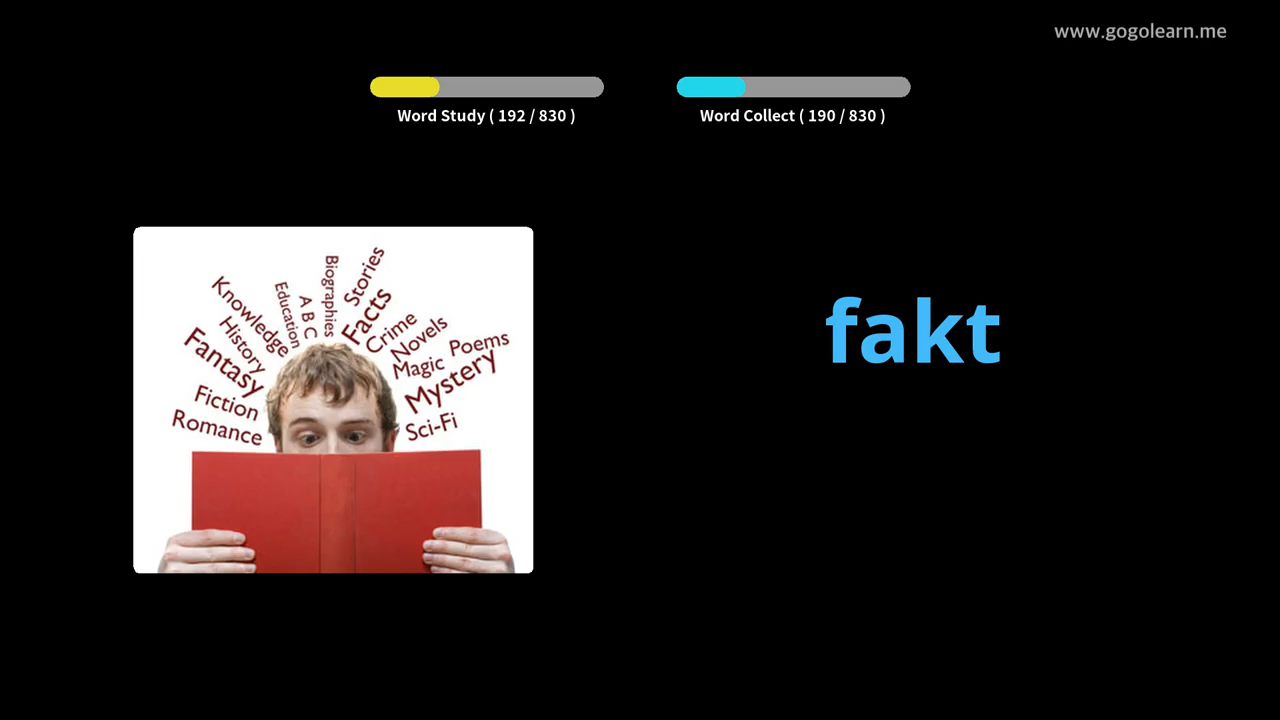 www.gogolearn.me
Word Study ( 192 / 830 )
Word Collect ( 190 / 830 )
Knowledge
Education
A B C
Biographies
Stories
Facts
Crime
Novels
Poems
History
Fantasy
Magic
Mystery
Fiction
Romance
Sci-Fi
fakt